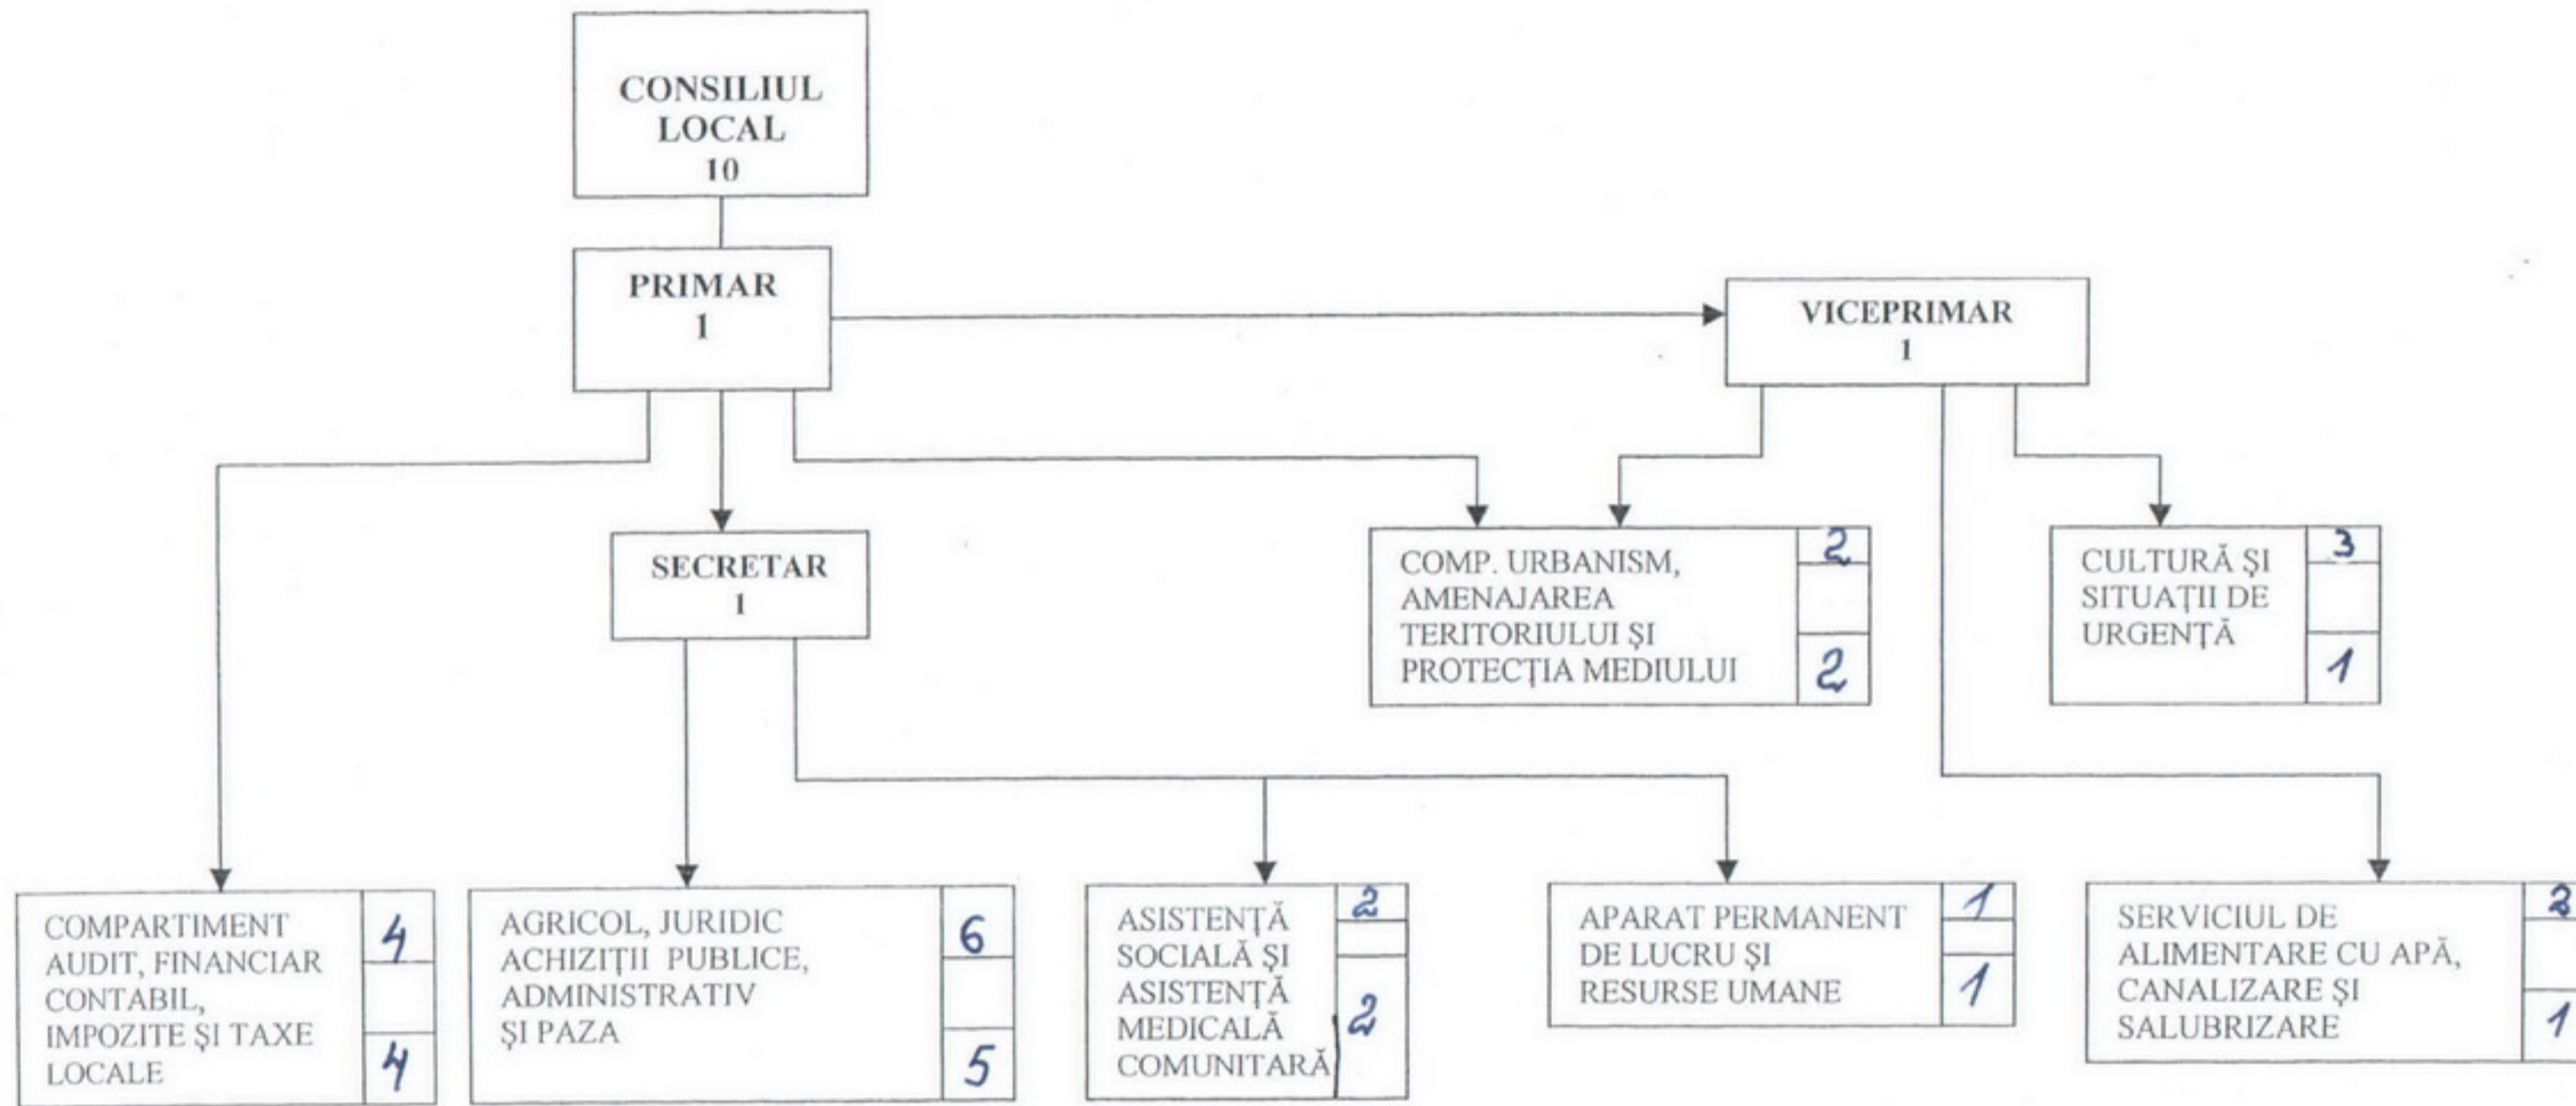 CONSILIUL
LOCAL
10
PRIMAR
1
VICEPRIMAR
1
SECRETAR
1
COMP. URBANISM,
AMENAJAREA
TERITORIULUI ŞI
PROTECŢIA MEDIULUI
2
2
CULTURĂ ŞI
SITUAŢII DE
URGENŢĂ
3
1
COMPARTIMENT
AUDIT, FINANCIAR
CONTABIL,
IMPOZITE ŞI TAXE
LOCALE
4
4
AGRICOL, JURIDIC
ACHIZIŢII PUBLICE,
ADMINISTRATIV
ŞI PAZA
6
5
ASISTENŢĂ
SOCIALĂ ŞI
ASISTENŢĂ
MEDICALĂ
COMUNITARĂ
2
2
APARAT PERMANENT
DE LUCRU ŞI
RESURSE UMANE
1
1
SERVICIUL DE
ALIMENTARE CU APĂ,
CANALIZARE ŞI
SALUBRIZARE
1